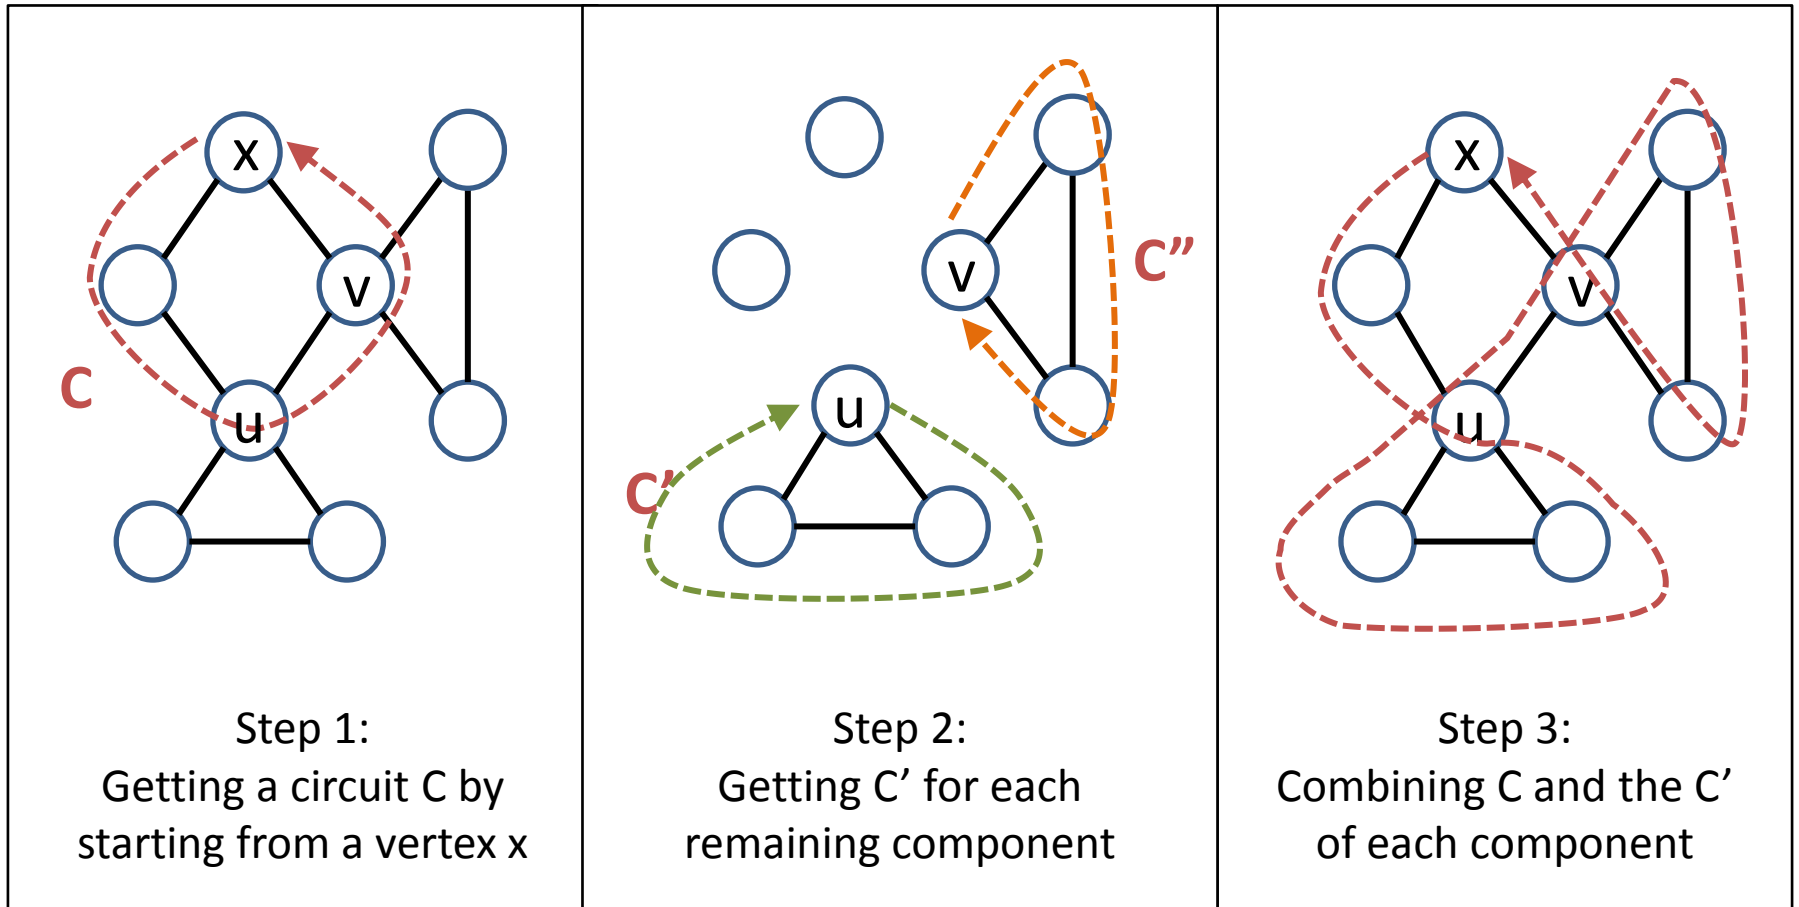 x
v
C
u
v
C”
u
C’
x
v
u
Step 1:
Getting a circuit C by
starting from a vertex x
Step 2:
Getting C’ for each
remaining component
Step 3:
Combining C and the C’
of each component